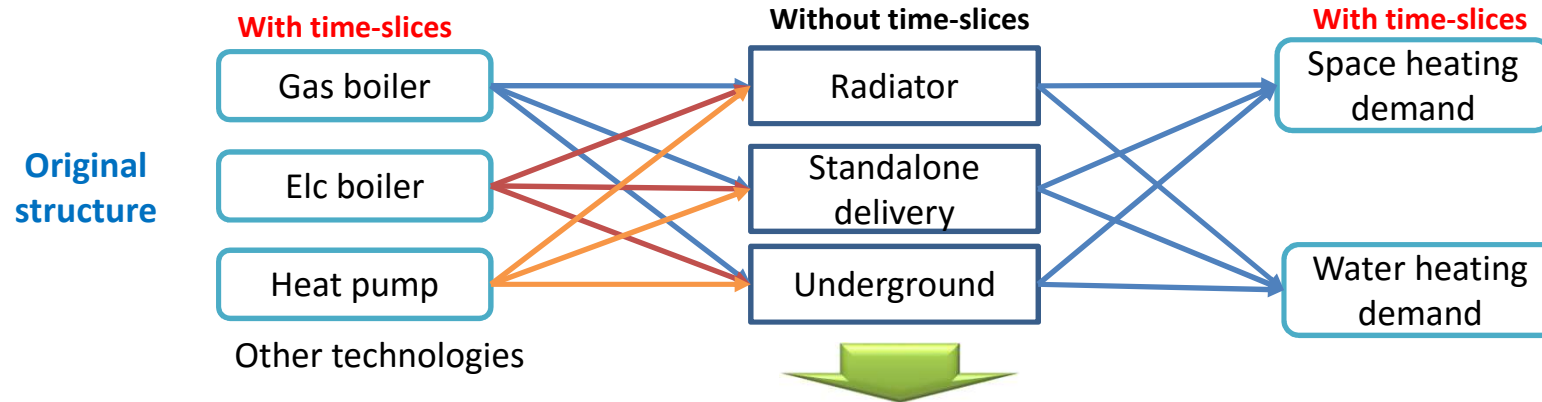 With time-slices
Without time-slices
With time-slices
Gas boiler
Radiator
Space heating
demand
Original
structure
Elc boiler
Standalone
delivery
Heat pump
Underground
Water heating
demand
Other technologies